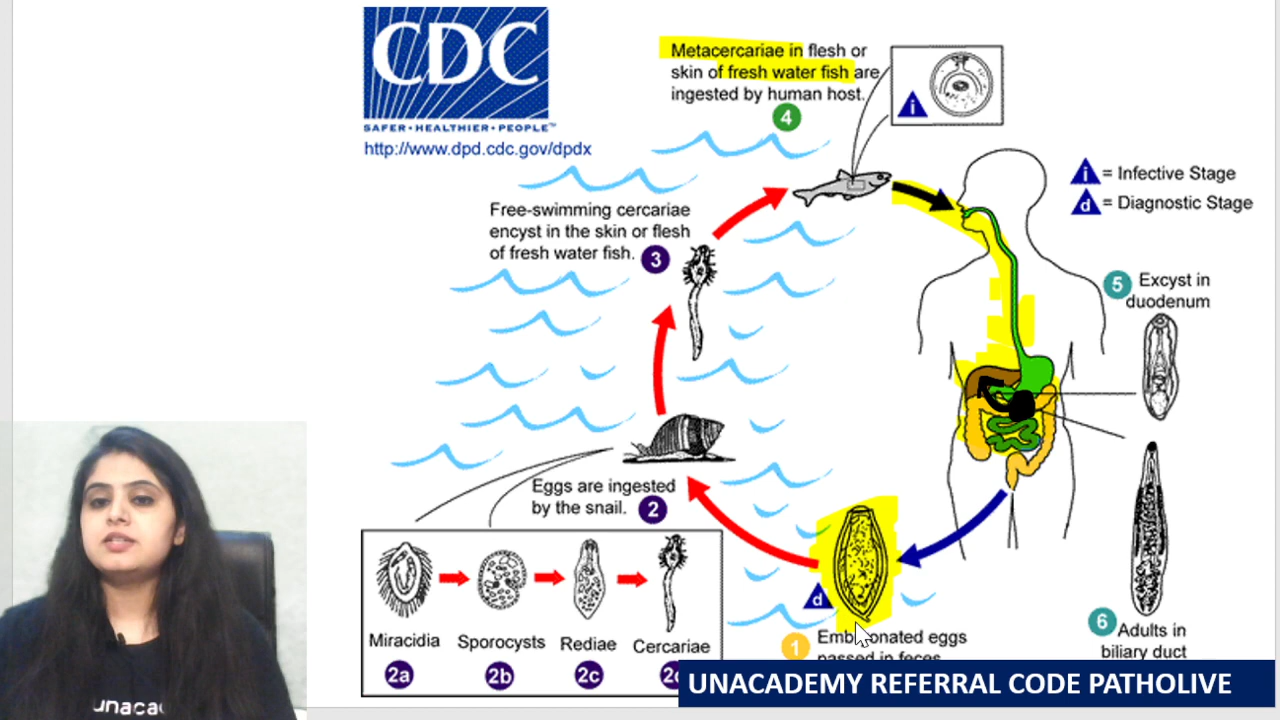 CDC
SAFER • HEALTHIER • PEOPLE™
http://www.dpd.cdc.gov/dpdx
Metacercariae in flesh or
skin of fresh water fish are
ingested by human host.
4
i
i = Infective Stage
d = Diagnostic Stage
Free-swimming cercariae
encyst in the skin or flesh
of fresh water fish. 3
5 Excyst in
duodenum
Eggs are ingested
by the snail. 2
Miracidia
2a
Sporocysts
2b
Rediae
2c
Cercariae
d
1
eggs
passed in feces
6 Adults in
biliary duct
UNACADEMY REFERRAL CODE PATHOLIVE